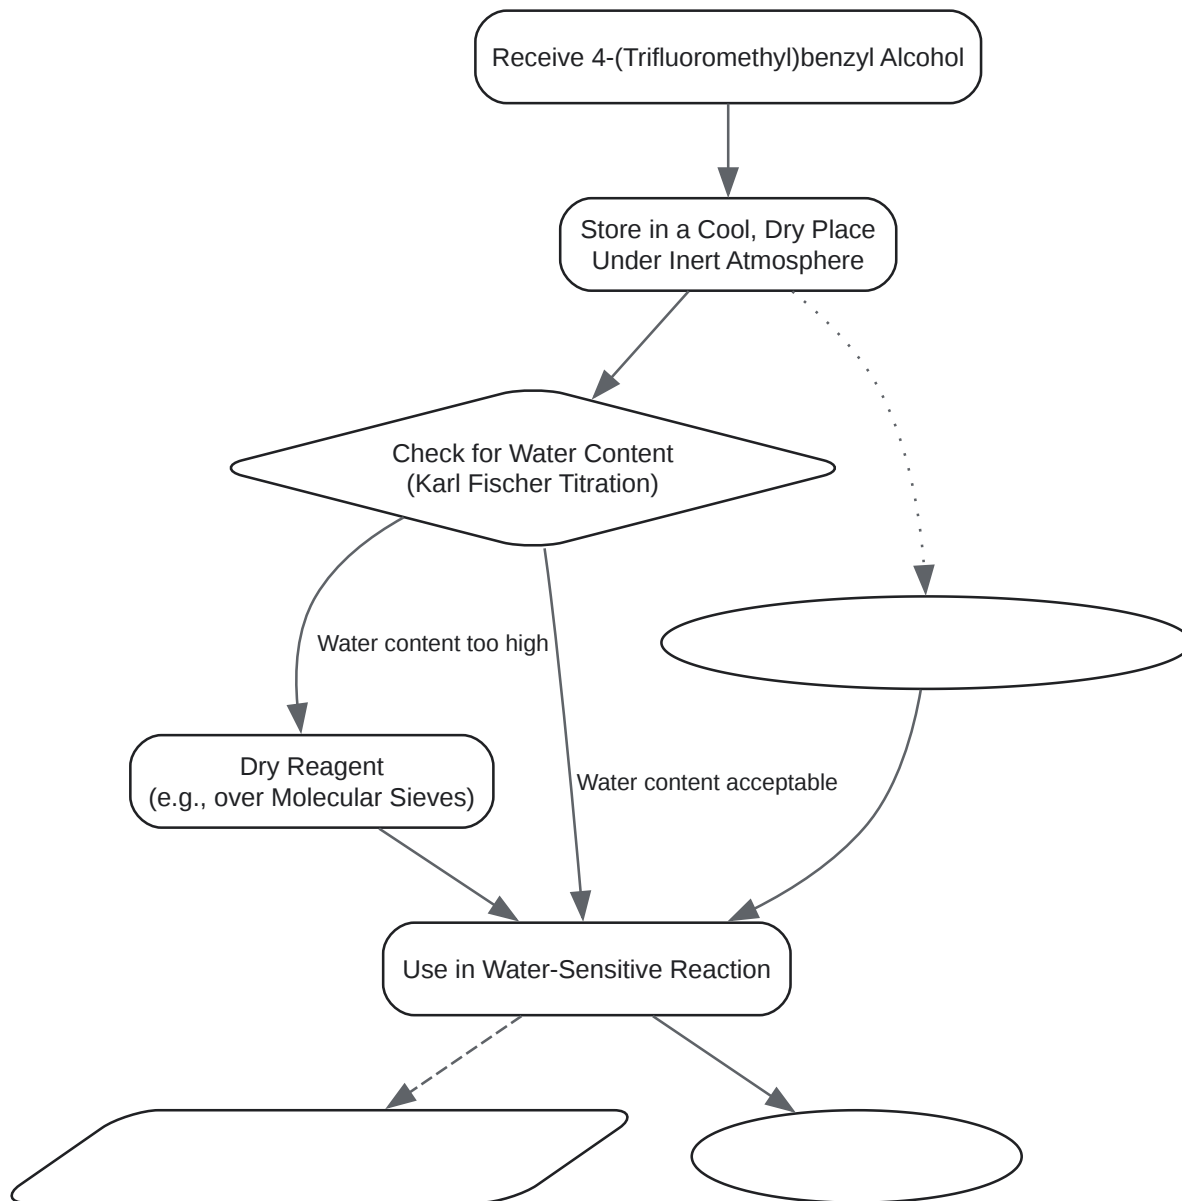 Receive 4-(Trifluoromethyl)benzyl Alcohol
Store in a Cool, Dry Place
Under Inert Atmosphere
Check for Water Content
(Karl Fischer Titration)
Water content too high
Dry Reagent
(e.g., over Molecular Sieves)
Water content acceptable
Use in Water-Sensitive Reaction